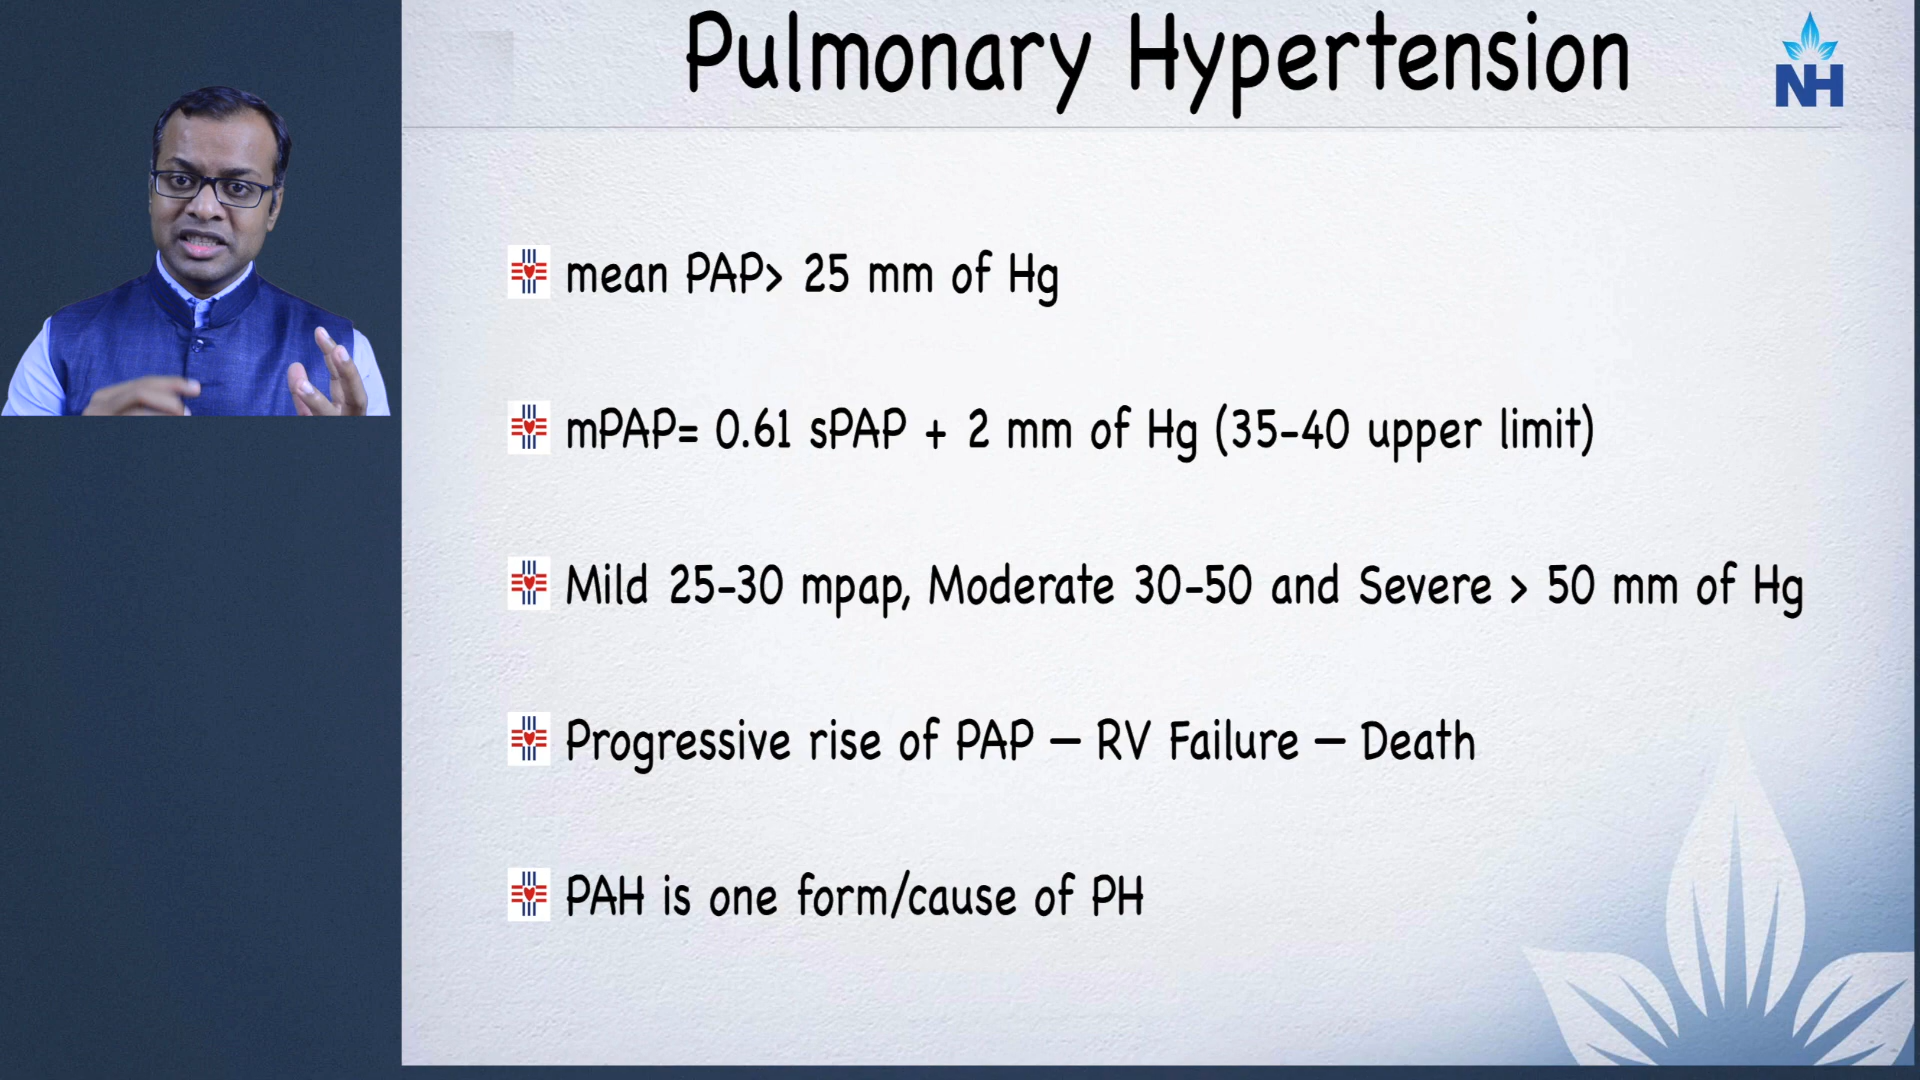 Pulmonary Hypertension
NH
mean PAP> 25 mm of Hg
mPAP= 0.61 sPAP + 2 mm of Hg (35-40 upper limit)
Mild 25-30 mpap, Moderate 30-50 and Severe > 50 mm of Hg
Progressive rise of PAP — RV Failure — Death
PAH is one form/cause of PH